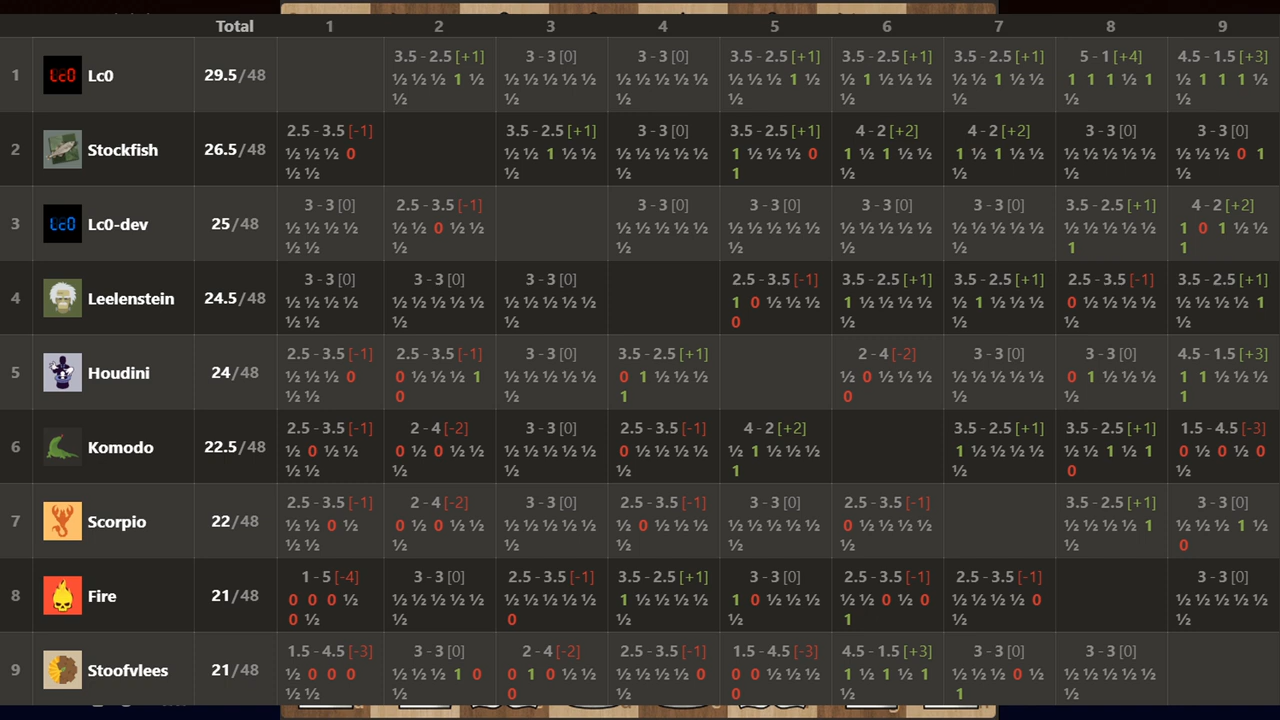 Total 1 2 3 4 5 6 7 8 9
1 Lc0 Lc0 29.5/48 3.5 - 2.5 [+1] 3 - 3 [0] 3 - 3 [0] 3.5 - 2.5 [+1] 3.5 - 2.5 [+1] 3.5 - 2.5 [+1] 5 - 1 [+4] 4.5 - 1.5 [+3]
½ ½ ½ 1 ½ ½ ½ ½ ½ ½ ½ ½ ½ ½ ½ ½ ½ ½ 1 ½ ½ 1 ½ ½ ½ ½ ½ 1 ½ ½ 1 1 1 ½ 1 ½ 1 1 1 ½
½ ½ ½ ½ ½ ½ ½ ½
2 Stockfish 26.5/48 2.5 - 3.5 [-1] 3.5 - 2.5 [+1] 3 - 3 [0] 3.5 - 2.5 [+1] 4 - 2 [+2] 4 - 2 [+2] 3 - 3 [0] 3 - 3 [0]
½ ½ ½ 0 ½ ½ 1 ½ ½ ½ ½ ½ ½ ½ 1 ½ ½ ½ 0 1 ½ 1 ½ ½ 1 ½ 1 ½ ½ ½ ½ ½ ½ ½ ½ ½ ½ 0 1
½ ½ ½ ½ 1 ½ ½ ½ ½
3 Lc0 Lc0-dev 25/48 3 - 3 [0] 2.5 - 3.5 [-1] 3 - 3 [0] 3 - 3 [0] 3 - 3 [0] 3 - 3 [0] 3.5 - 2.5 [+1] 4 - 2 [+2]
½ ½ ½ ½ ½ ½ 0 ½ ½ ½ ½ ½ ½ ½ ½ ½ ½ ½ ½ ½ ½ ½ ½ ½ ½ ½ ½ ½ ½ ½ ½ ½ ½ ½ 1 0 1 ½ ½
½ ½ ½ ½ ½ ½ ½ 1 1
4 Leelenstein 24.5/48 3 - 3 [0] 3 - 3 [0] 3 - 3 [0] 2.5 - 3.5 [-1] 3.5 - 2.5 [+1] 3.5 - 2.5 [+1] 2.5 - 3.5 [-1] 3.5 - 2.5 [+1]
½ ½ ½ ½ ½ ½ ½ ½ ½ ½ ½ ½ ½ ½ 1 0 ½ ½ ½ 1 ½ ½ ½ ½ ½ 1 ½ ½ ½ 0 ½ ½ ½ ½ ½ ½ ½ ½ 1
½ ½ ½ ½ 0 ½ ½ ½ ½
5 Houdini 24/48 2.5 - 3.5 [-1] 2.5 - 3.5 [-1] 3 - 3 [0] 3.5 - 2.5 [+1] 2 - 4 [-2] 3 - 3 [0] 3 - 3 [0] 4.5 - 1.5 [+3]
½ ½ ½ 0 0 ½ ½ ½ 1 ½ ½ ½ ½ ½ 0 1 ½ ½ ½ ½ 0 ½ ½ ½ ½ ½ ½ ½ ½ 0 1 ½ ½ ½ 1 1 ½ ½ ½
½ ½ 0 ½ 1 0 ½ ½ 1
6 Komodo 22.5/48 2.5 - 3.5 [-1] 2 - 4 [-2] 3 - 3 [0] 2.5 - 3.5 [-1] 4 - 2 [+2] 3.5 - 2.5 [+1] 3.5 - 2.5 [+1] 1.5 - 4.5 [-3]
½ 0 ½ ½ 0 ½ 0 ½ ½ ½ ½ ½ ½ ½ 0 ½ ½ ½ ½ ½ 1 ½ ½ ½ 1 ½ ½ ½ ½ ½ ½ 1 ½ 1 0 ½ 0 ½ 0
½ ½ ½ ½ ½ 1 ½ 0 ½
7 Scorpio 22/48 2.5 - 3.5 [-1] 2 - 4 [-2] 3 - 3 [0] 2.5 - 3.5 [-1] 3 - 3 [0] 2.5 - 3.5 [-1] 3.5 - 2.5 [+1] 3 - 3 [0]
½ ½ 0 ½ 0 ½ 0 ½ ½ ½ ½ ½ ½ ½ ½ 0 ½ ½ ½ ½ ½ ½ ½ ½ 0 ½ ½ ½ ½ ½ ½ ½ ½ 1 ½ ½ ½ 1 ½
½ ½ ½ ½ ½ ½ ½ ½ 0
8 Fire 21/48 1 - 5 [-4] 3 - 3 [0] 2.5 - 3.5 [-1] 3.5 - 2.5 [+1] 3 - 3 [0] 2.5 - 3.5 [-1] 2.5 - 3.5 [-1] 3 - 3 [0]
0 0 0 ½ ½ ½ ½ ½ ½ ½ ½ ½ ½ ½ 1 ½ ½ ½ ½ 1 0 ½ ½ ½ ½ ½ 0 ½ 0 ½ ½ ½ ½ 0 ½ ½ ½ ½ ½
0 ½ ½ 0 ½ ½ 1 ½ ½
9 Stoofvlees 21/48 1.5 - 4.5 [-3] 3 - 3 [0] 2 - 4 [-2] 2.5 - 3.5 [-1] 1.5 - 4.5 [-3] 4.5 - 1.5 [+3] 3 - 3 [0] 3 - 3 [0]
½ 0 0 0 ½ ½ ½ 1 0 0 1 0 ½ ½ ½ ½ ½ ½ 0 0 0 ½ ½ ½ 1 ½ 1 ½ 1 ½ ½ ½ 0 ½ ½ ½ ½ ½ ½
½ ½ ½ 0 ½ 0 ½ 1 ½